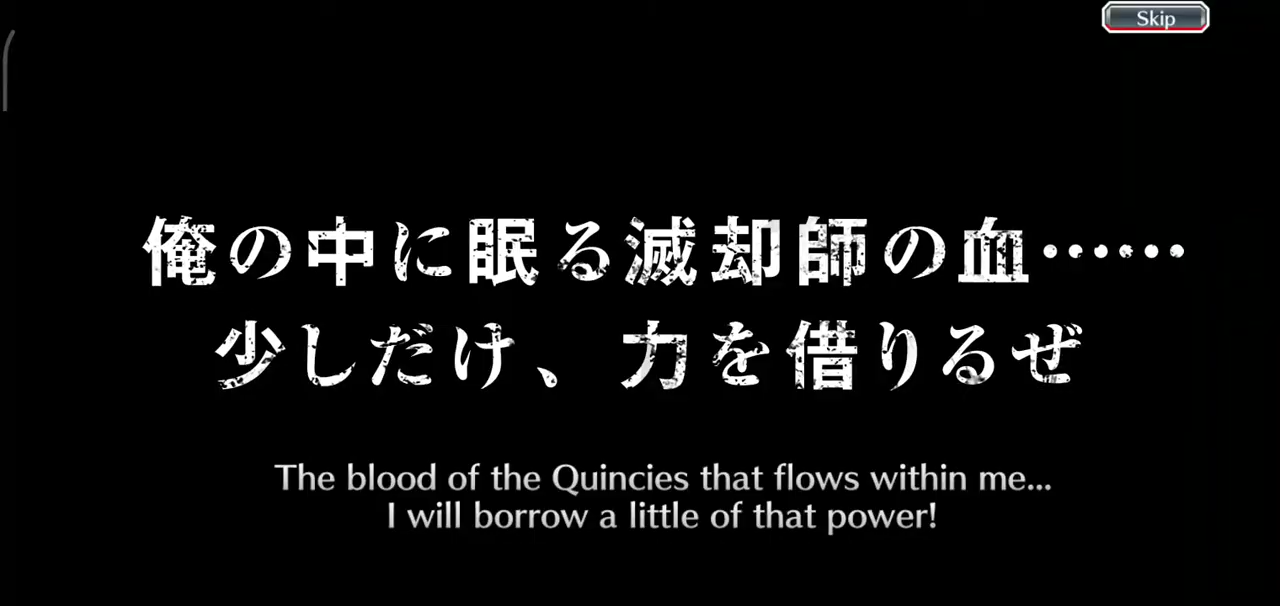 Skip
俺の中に眠る滅却師の血……
少しだけ、力を借りるぜ
The blood of the Quincies that flows within me...
I will borrow a little of that power!